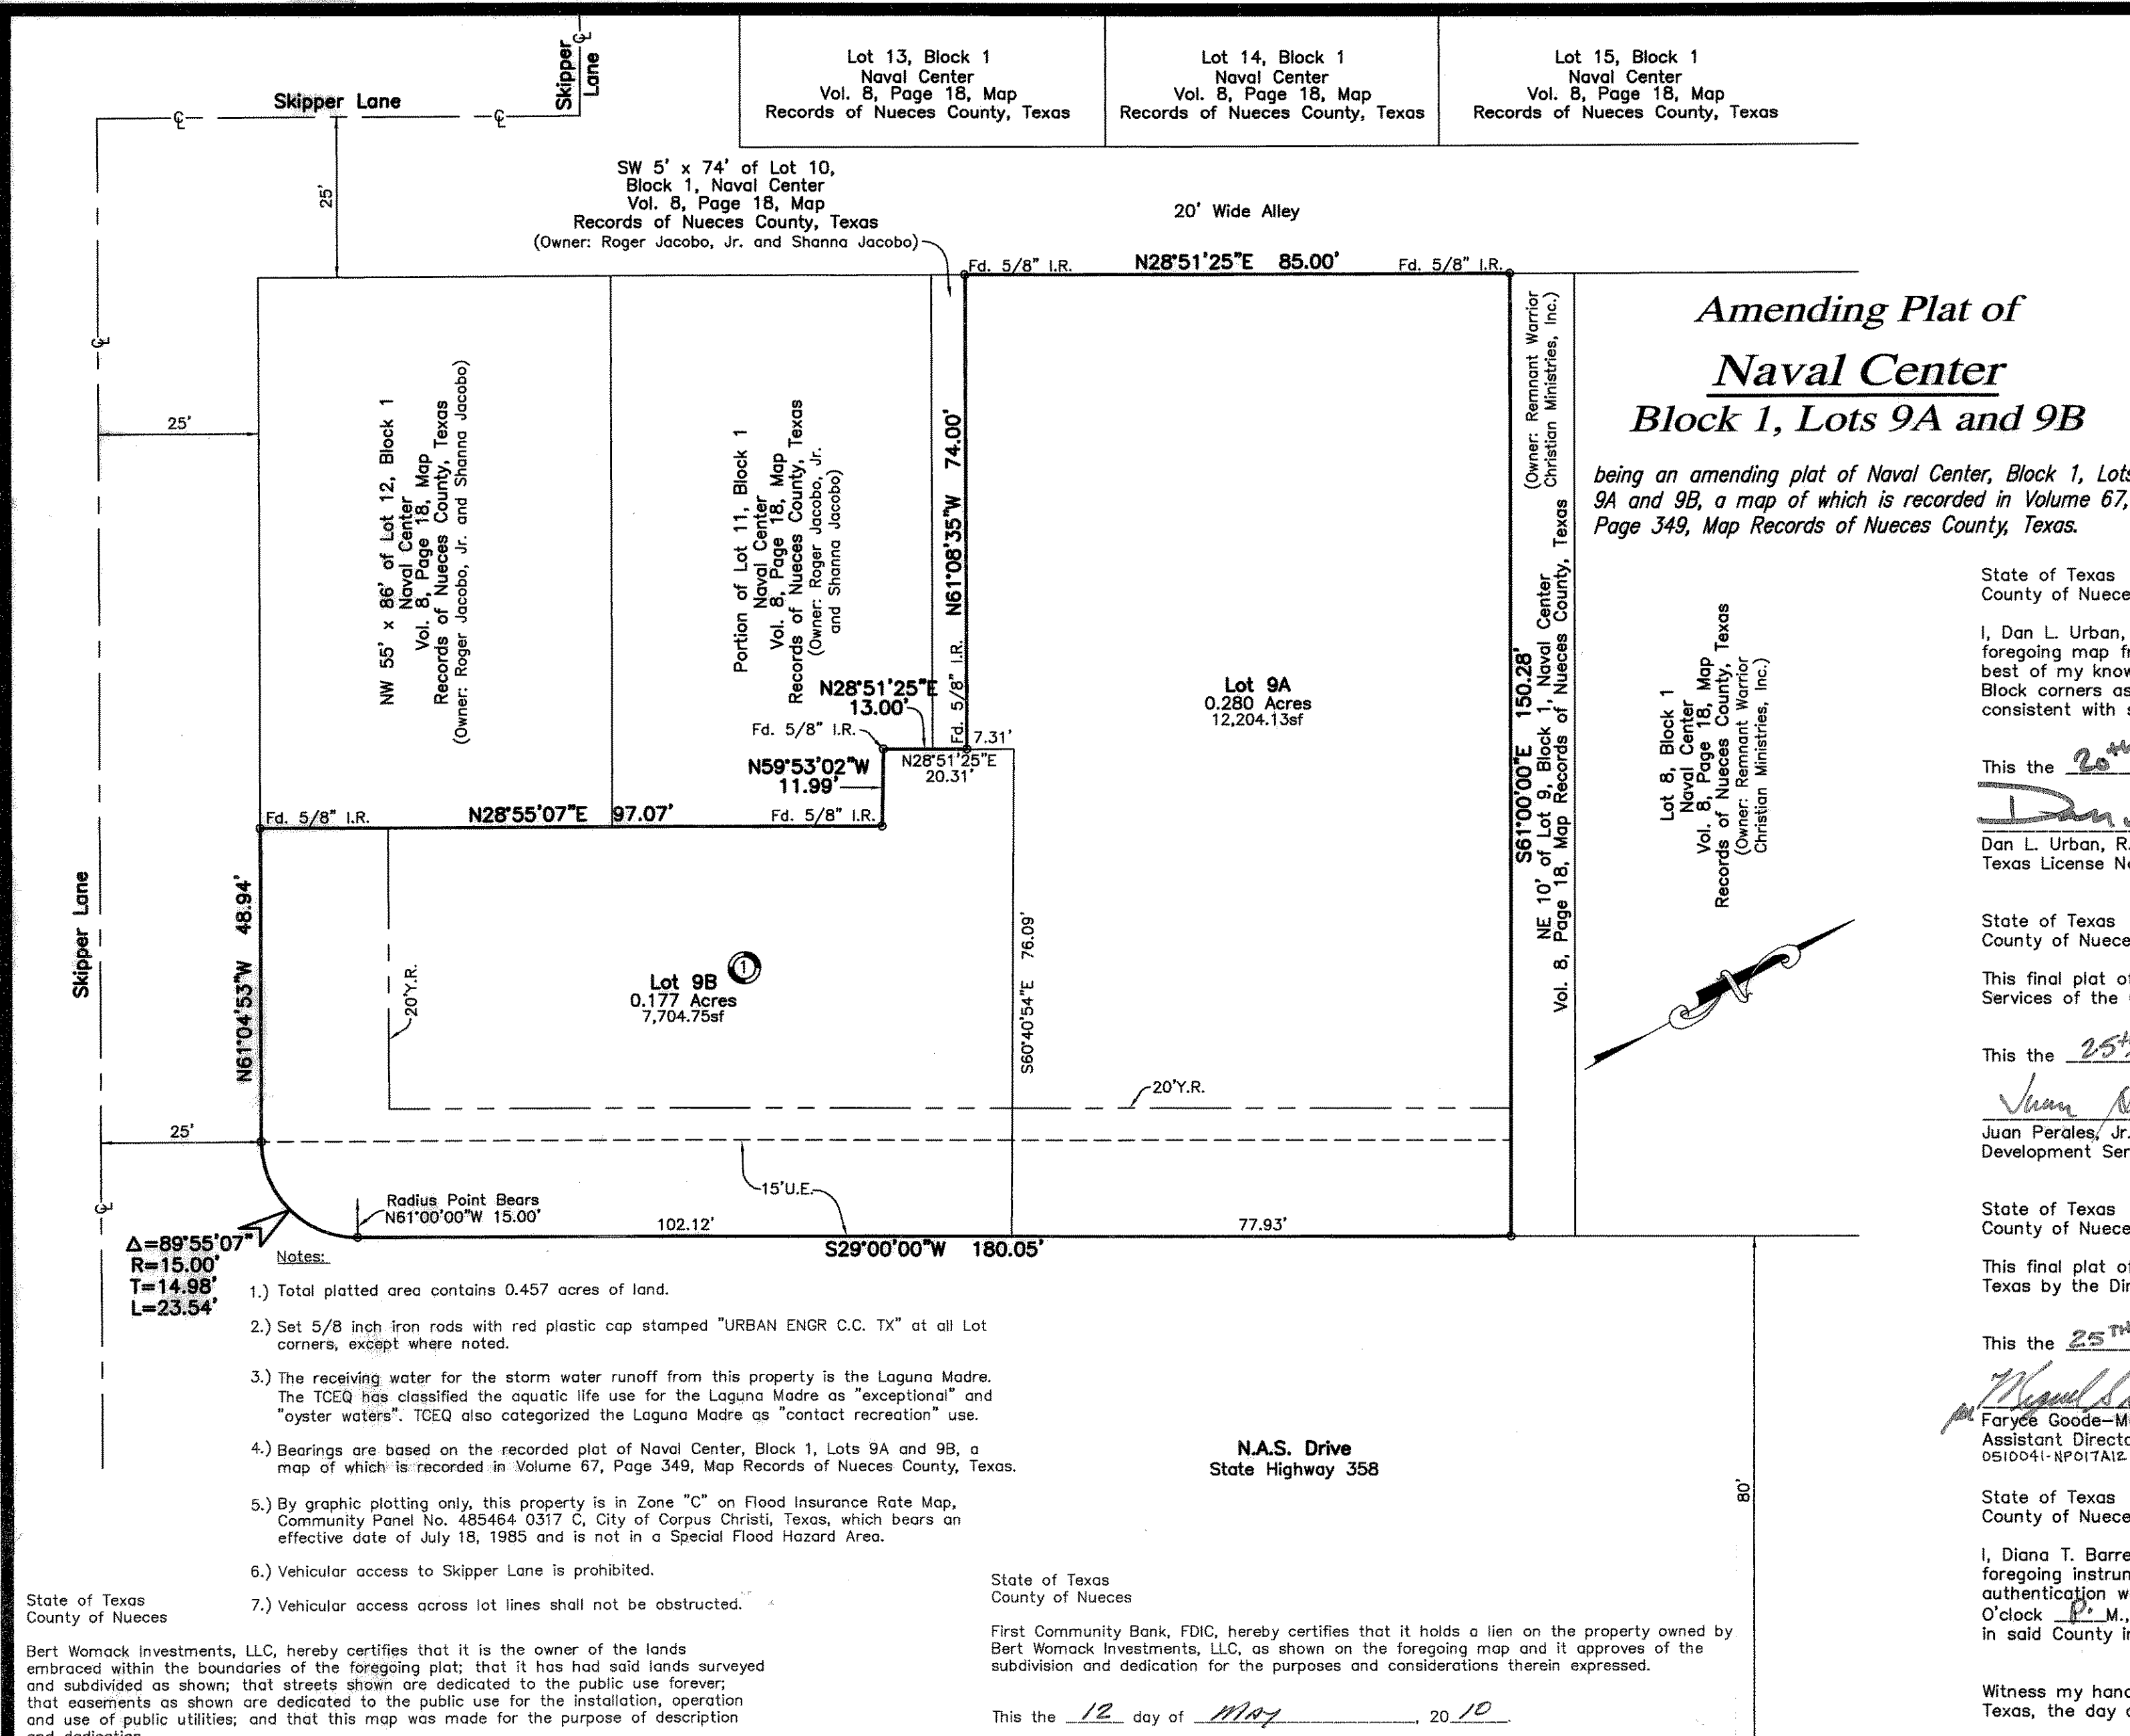 Skipper Lane
Skipper
Lane
Lot 13, Block 1
Naval Center
Vol. 8, Page 18, Map
Records of Nueces County, Texas
Lot 14, Block 1
Naval Center
Vol. 8, Page 18, Map
Records of Nueces County, Texas
Lot 15, Block 1
Naval Center
Vol. 8, Page 18, Map
Records of Nueces County, Texas
25'
SW 5' x 74' of Lot 10,
Block 1, Naval Center
Vol. 8, Page 18, Map
Records of Nueces County, Texas
(Owner: Roger Jacobo, Jr. and Shanna Jacobo)
20' Wide Alley
Fd. 5/8" I.R.
N28°51'25"E 85.00'
Fd. 5/8" I.R.
Amending Plat of
Naval Center
Block 1, Lots 9A and 9B
being an amending plat of Naval Center, Block 1, Lots
9A and 9B, a map of which is recorded in Volume 67,
Page 349, Map Records of Nueces County, Texas.
25'
NW 55' x 86' of Lot 12, Block 1
Naval Center
Vol. 8, Page 18, Map
Records of Nueces County, Texas
(Owner: Roger Jacobo, Jr. and Shanna Jacobo)
Portion of Lot 11, Block 1
Naval Center
Vol. 8, Page 18, Map
Records of Nueces County, Texas
(Owner: Roger Jacobo, Jr.
and Shanna Jacobo)
N61°08'35"W 74.00'
Fd. 5/8" I.R.
N28°51'25"E
13.00'
Fd. 5/8" I.R.
7.31'
N28°51'25"E
20.31'
N59°53'02"W
11.99'
Lot 9A
0.280 Acres
12,204.13sf
S61°00'00"E 150.28'
NE 10' of Lot 9, Block 1, Naval Center
Vol. 8, Page 18, Map Records of Nueces County, Texas
(Owner: Remnant Warrior
Christian Ministries, Inc.)
Lot 8, Block 1
Naval Center
Vol. 8, Page 18, Map
Records of Nueces County, Texas
(Owner: Remnant Warrior
Christian Ministries, Inc.)
Fd. 5/8" I.R.
N28°55'07"E 97.07'
Fd. 5/8" I.R.
Skipper Lane
N61°04'53"W 48.94'
20'Y.R.
Lot 9B
0.177 Acres
7,704.75sf
1
S60°40'54"E 76.09'
20'Y.R.
25'
15'U.E.
Radius Point Bears
N61°00'00"W 15.00'
102.12'
77.93'
S29°00'00"W 180.05'
Δ=89°55'07"
R=15.00'
T=14.98'
L=23.54'
Notes:
1.) Total platted area contains 0.457 acres of land.
2.) Set 5/8 inch iron rods with red plastic cap stamped "URBAN ENGR C.C. TX" at all Lot
corners, except where noted.
3.) The receiving water for the storm water runoff from this property is the Laguna Madre.
The TCEQ has classified the aquatic life use for the Laguna Madre as "exceptional" and
"oyster waters". TCEQ also categorized the Laguna Madre as "contact recreation" use.
4.) Bearings are based on the recorded plat of Naval Center, Block 1, Lots 9A and 9B, a
map of which is recorded in Volume 67, Page 349, Map Records of Nueces County, Texas.
5.) By graphic plotting only, this property is in Zone "C" on Flood Insurance Rate Map,
Community Panel No. 485464 0317 C, City of Corpus Christi, Texas, which bears an
effective date of July 18, 1985 and is not in a Special Flood Hazard Area.
6.) Vehicular access to Skipper Lane is prohibited.
7.) Vehicular access across lot lines shall not be obstructed.
N.A.S. Drive
State Highway 358
80'
State of Texas
County of Nueces
Bert Womack Investments, LLC, hereby certifies that it is the owner of the lands
embraced within the boundaries of the foregoing plat; that it has had said lands surveyed
and subdivided as shown; that streets shown are dedicated to the public use forever;
that easements as shown are dedicated to the public use for the installation, operation
and use of public utilities; and that this map was made for the purpose of description
and dedication.
State of Texas
County of Nueces
First Community Bank, FDIC, hereby certifies that it holds a lien on the property owned by
Bert Womack Investments, LLC, as shown on the foregoing map and it approves of the
subdivision and dedication for the purposes and considerations therein expressed.
This the 12 day of May, 20 10.
State of Texas
County of Nuece
I, Dan L. Urban,
foregoing map fr
best of my know
Block corners as
consistent with s
This the 20th
Dan L. Urban, R.
Texas License N
State of Texas
County of Nuece
This final plat of
Services of the
This the 25th
Juan
Juan Perales, Jr.
Development Ser
State of Texas
County of Nuece
This final plat of
Texas by the Dir
This the 25TH
Miguel
Faryce Goode-M
Assistant Directo
0510041-NP017A12
State of Texas
County of Nuece
I, Diana T. Barre
foregoing instrun
authentication w
O'clock P. M.,
in said County i
Witness my hand
Texas, the day